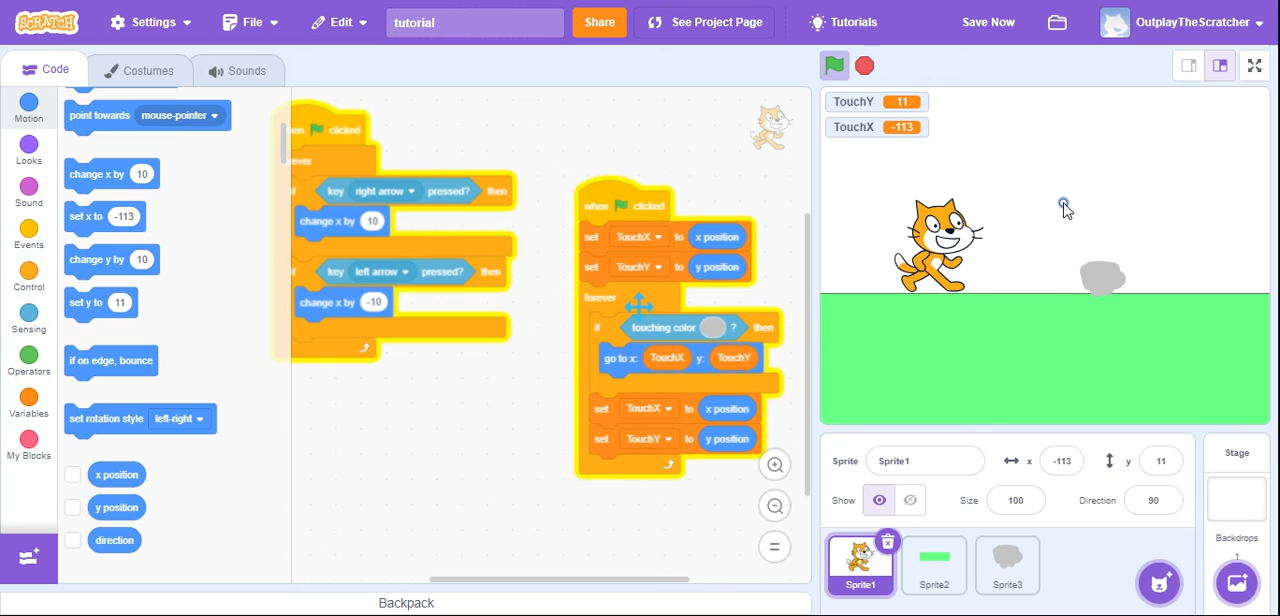 SCRATCH Settings File Edit tutorial Share See Project Page Tutorials Save Now OutplayTheScratcher
Code Costumes Sounds
Motion
Looks
Sound
Events
Control
Sensing
Operators
Variables
My Blocks
point towards mouse-pointer
change x by 10
set x to -113
change y by 10
set y to 11
if on edge, bounce
set rotation style left-right
x position
y position
direction
clicked
key right arrow pressed? then
change x by 10
key left arrow pressed? then
change x by -10
when clicked
set TouchX to x position
set TouchY to y position
forever
if touching color ? then
go to x: TouchX y: TouchY
set TouchX to x position
set TouchY to y position
Backpack
TouchY 11
TouchX -113
Sprite Sprite1 x -113 y 11
Show Size 100 Direction 90
Sprite1
Sprite2
Sprite3
Stage
Backdrops
1